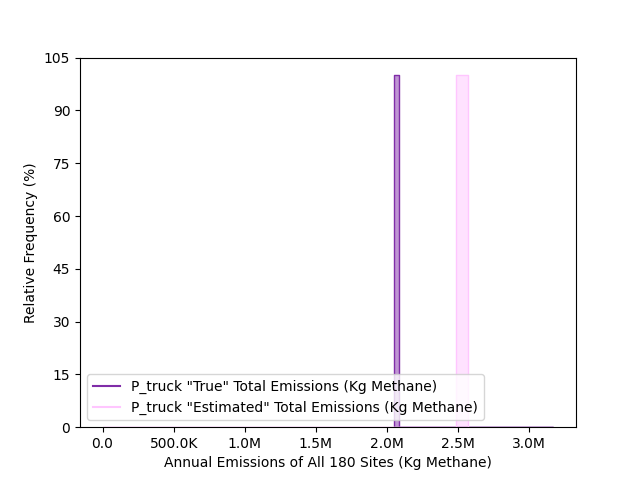 105
90
75
60
45
30
15
0
Relative Frequency (%)
P_truck "True" Total Emissions (Kg Methane)
P_truck "Estimated" Total Emissions (Kg Methane)
0.0 500.0K 1.0M 1.5M 2.0M 2.5M 3.0M
Annual Emissions of All 180 Sites (Kg Methane)